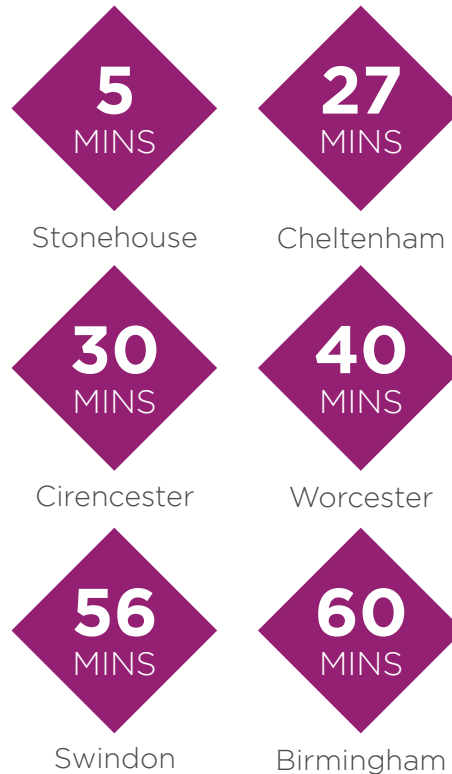 5
MINS
Stonehouse
27
MINS
Cheltenham
30
MINS
Cirencester
40
MINS
Worcester
56
MINS
Swindon
60
MINS
Birmingham